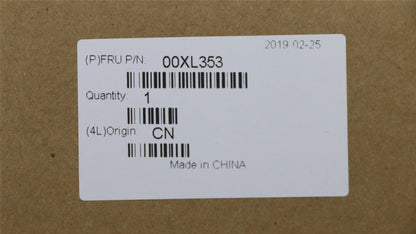 2019-02-25
(P)FRU P/N: 00XL353
Quantity: 1
(4L)Origin: CN
Made in CHINA